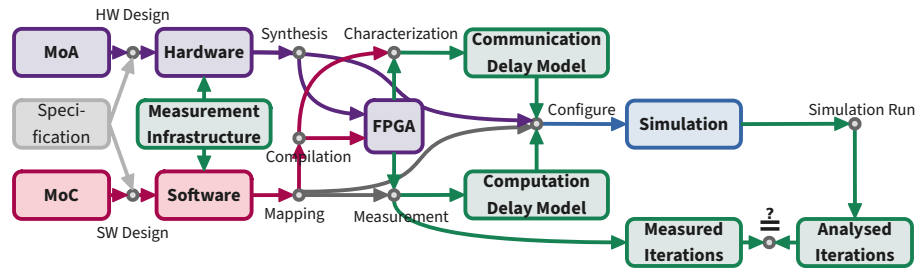 HW Design
MoA
Hardware
Synthesis
Characterization
Communication
Delay Model
Speci-
fication
Measurement
Infrastructure
Compilation
FPGA
Configure
Simulation
Simulation Run
MoC
Software
SW Design
Mapping
Measurement
Computation
Delay Model
Measured
Iterations
?
=
Analysed
Iterations